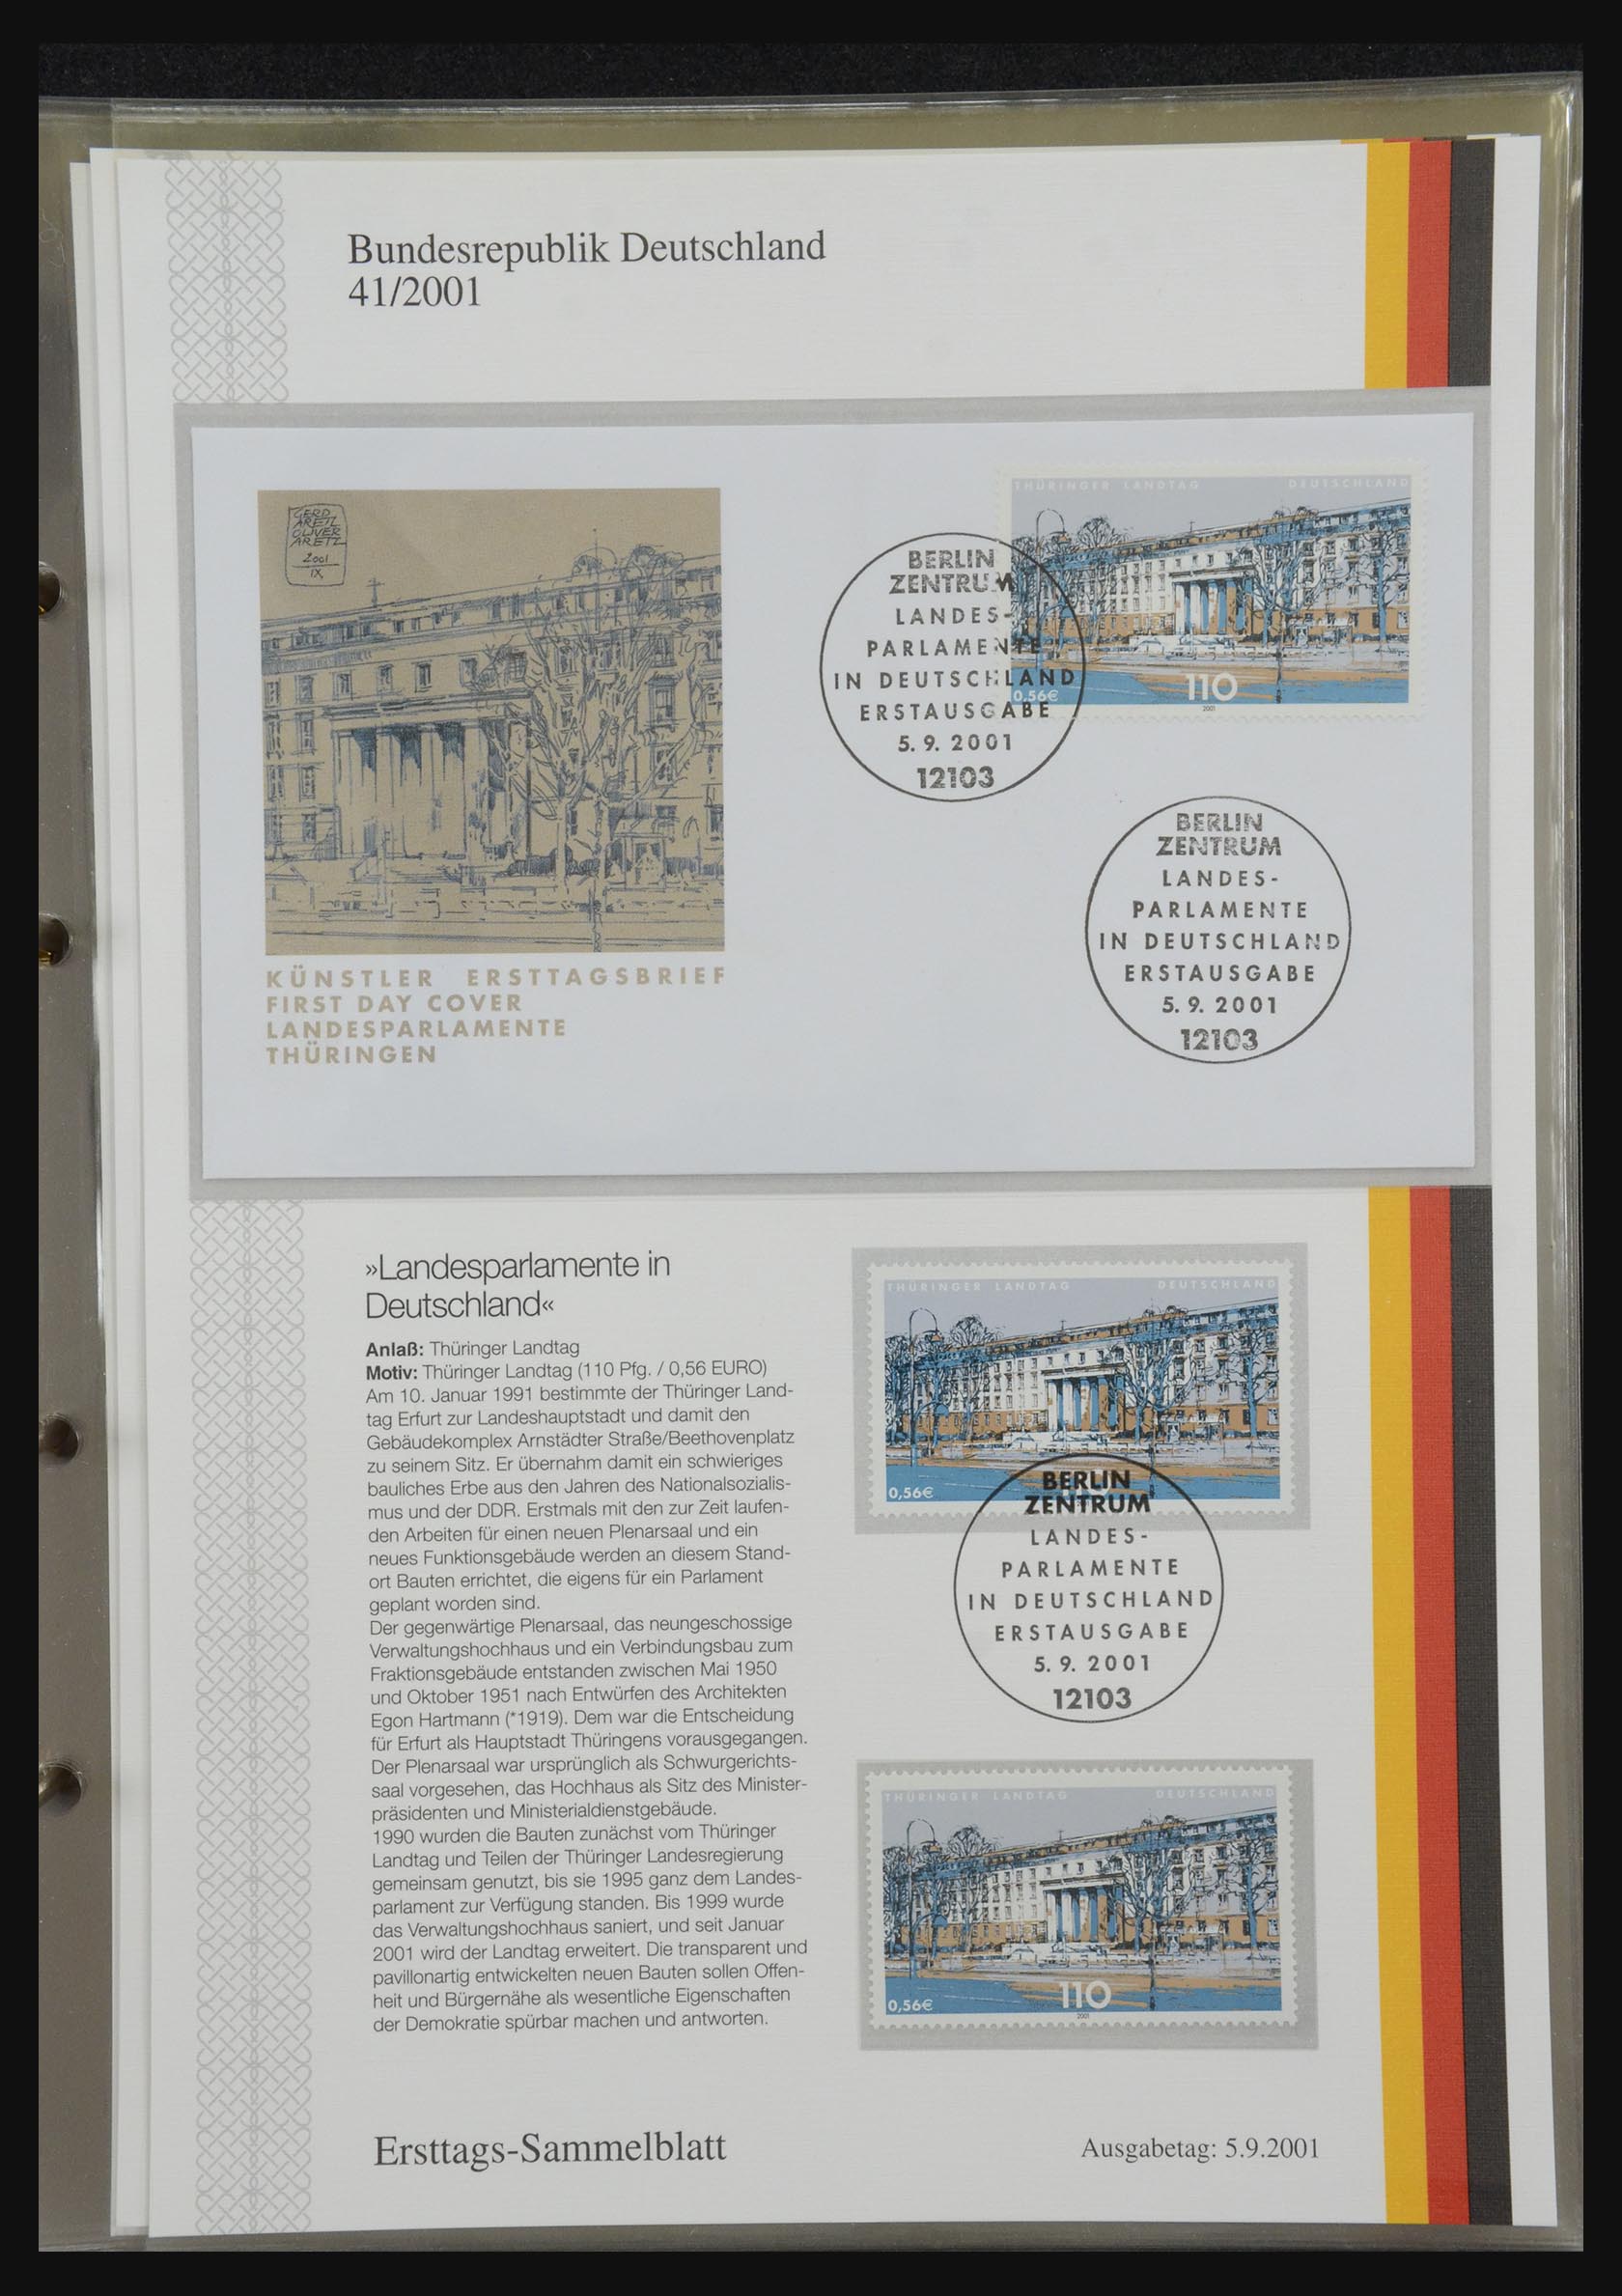 Bundesrepublik Deutschland
41/2001
GERD
ARETZ
OLIVER
ARETZ
2001
IX
KÜNSTLER ERSTTAGSBRIEF
FIRST DAY COVER
LANDESPARLAMENTE
THÜRINGEN
THÜRINGER LANDTAG DEUTSCHLAND
0,56€
110
2001
BERLIN
ZENTRUM
LANDES-
PARLAMENTE
IN DEUTSCHLAND
ERSTAUSGABE
5. 9. 2001
12103
BERLIN
ZENTRUM
LANDES-
PARLAMENTE
IN DEUTSCHLAND
ERSTAUSGABE
5. 9. 2001
12103
»Landesparlamente in
Deutschland«
Anlaß: Thüringer Landtag
Motiv: Thüringer Landtag (110 Pfg. / 0,56 EURO)
Am 10. Januar 1991 bestimmte der Thüringer Land-
tag Erfurt zur Landeshauptstadt und damit den
Gebäudekomplex Arnstädter Straße/Beethovenplatz
zu seinem Sitz. Er übernahm damit ein schwieriges
bauliches Erbe aus den Jahren des Nationalsozialis-
mus und der DDR. Erstmals mit den zur Zeit laufen-
den Arbeiten für einen neuen Plenarsaal und ein
neues Funktionsgebäude werden an diesem Stand-
ort Bauten errichtet, die eigens für ein Parlament
geplant worden sind.
Der gegenwärtige Plenarsaal, das neungeschossige
Verwaltungshochhaus und ein Verbindungsbau zum
Fraktionsgebäude entstanden zwischen Mai 1950
und Oktober 1951 nach Entwürfen des Architekten
Egon Hartmann (*1919). Dem war die Entscheidung
für Erfurt als Hauptstadt Thüringens vorausgegangen.
Der Plenarsaal war ursprünglich als Schwurgerichts-
saal vorgesehen, das Hochhaus als Sitz des Minister-
präsidenten und Ministerialdienstgebäude.
1990 wurden die Bauten zunächst vom Thüringer
Landtag und Teilen der Thüringer Landesregierung
gemeinsam genutzt, bis sie 1995 ganz dem Landes-
parlament zur Verfügung standen. Bis 1999 wurde
das Verwaltungshochhaus saniert, und seit Januar
2001 wird der Landtag erweitert. Die transparent und
pavillonartig entwickelten neuen Bauten sollen Offen-
heit und Bürgernähe als wesentliche Eigenschaften
der Demokratie spürbar machen und antworten.
THÜRINGER LANDTAG DEUTSCHLAND
0,56€
BERLIN
ZENTRUM
LANDES-
PARLAMENTE
IN DEUTSCHLAND
ERSTAUSGABE
5. 9. 2001
12103
THÜRINGER LANDTAG DEUTSCHLAND
0,56€
110
2001
Ersttags-Sammelblatt
Ausgabetag: 5.9.2001